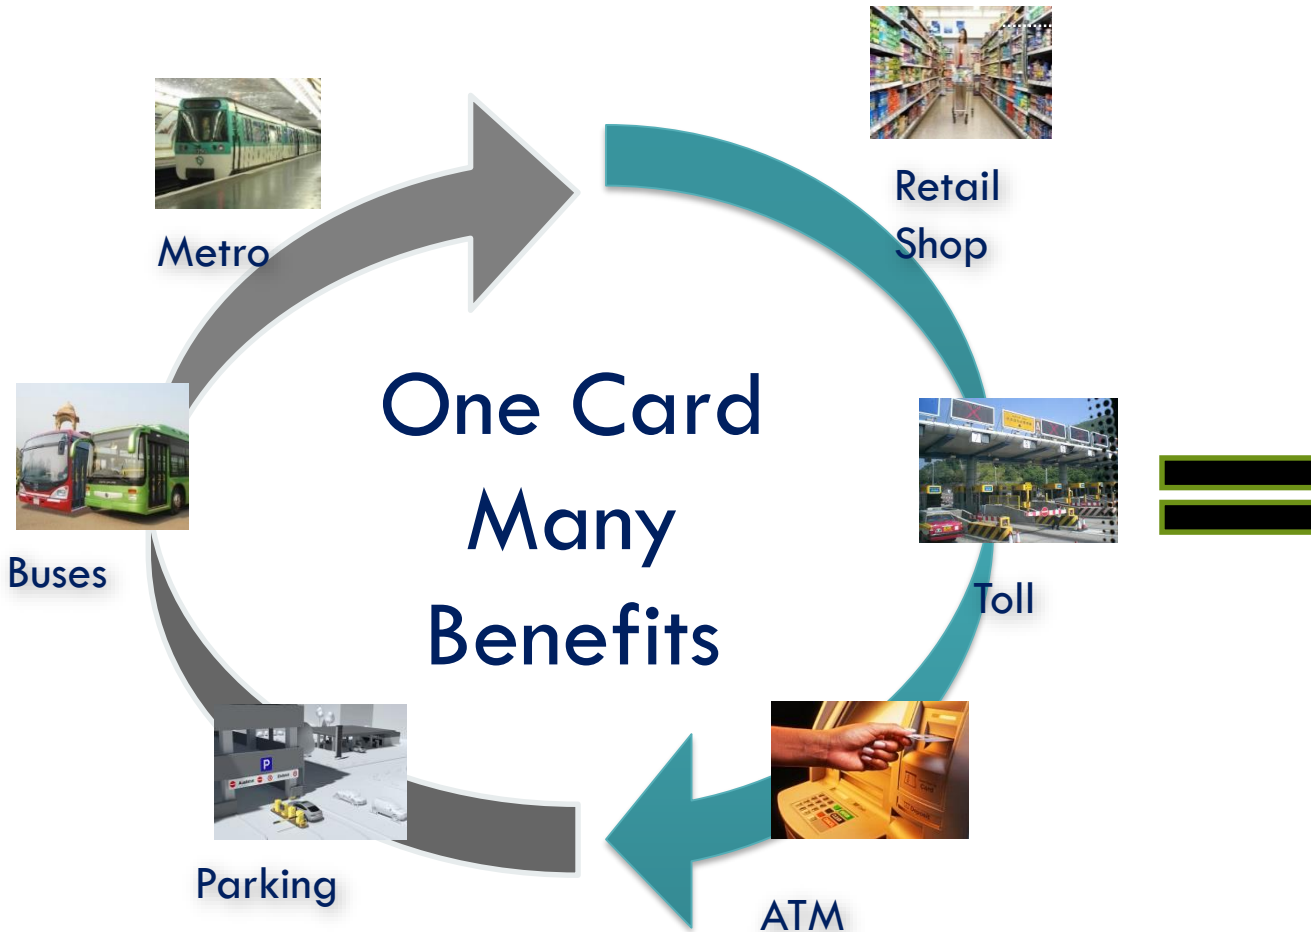 Retail
Shop
Metro
One Card
Many
Benefits
Buses
Toll
P
Parking
ATM